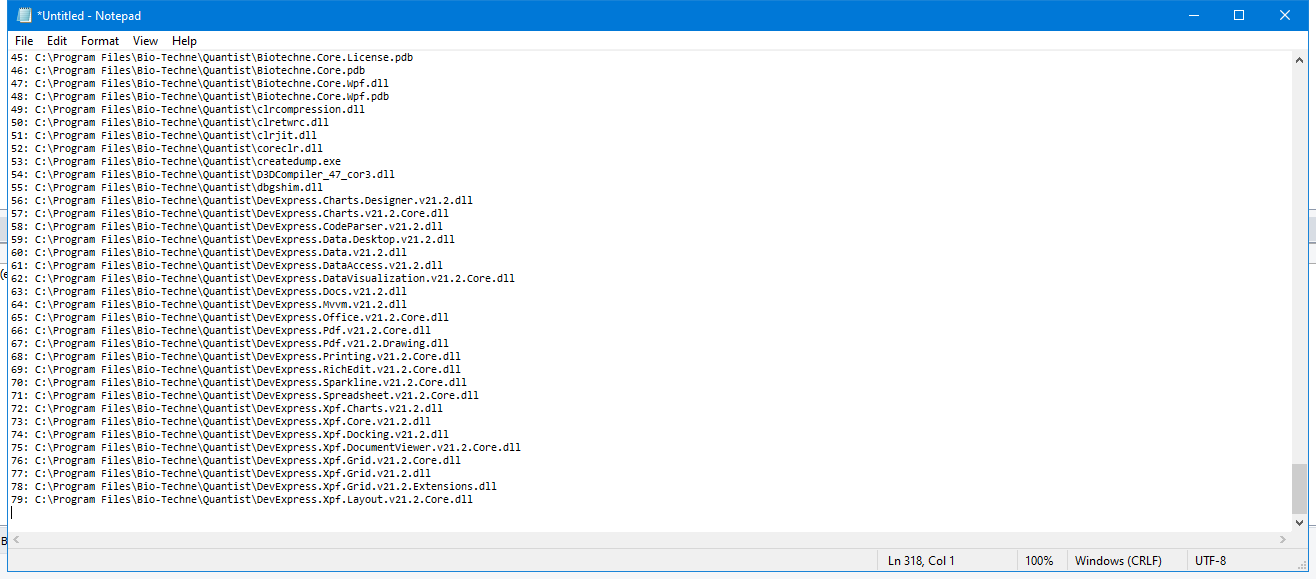 *Untitled - Notepad
File Edit Format View Help
45: C:\Program Files\Bio-Techne\Quantist\Biotechne.Core.License.pdb
46: C:\Program Files\Bio-Techne\Quantist\Biotechne.Core.pdb
47: C:\Program Files\Bio-Techne\Quantist\Biotechne.Core.Wpf.dll
48: C:\Program Files\Bio-Techne\Quantist\Biotechne.Core.Wpf.pdb
49: C:\Program Files\Bio-Techne\Quantist\clrcompression.dll
50: C:\Program Files\Bio-Techne\Quantist\clretwrc.dll
51: C:\Program Files\Bio-Techne\Quantist\clrjit.dll
52: C:\Program Files\Bio-Techne\Quantist\coreclr.dll
53: C:\Program Files\Bio-Techne\Quantist\createdump.exe
54: C:\Program Files\Bio-Techne\Quantist\D3DCompiler_47_cor3.dll
55: C:\Program Files\Bio-Techne\Quantist\dbgshim.dll
56: C:\Program Files\Bio-Techne\Quantist\DevExpress.Charts.Designer.v21.2.dll
57: C:\Program Files\Bio-Techne\Quantist\DevExpress.Charts.v21.2.Core.dll
58: C:\Program Files\Bio-Techne\Quantist\DevExpress.CodeParser.v21.2.dll
59: C:\Program Files\Bio-Techne\Quantist\DevExpress.Data.Desktop.v21.2.dll
60: C:\Program Files\Bio-Techne\Quantist\DevExpress.Data.v21.2.dll
61: C:\Program Files\Bio-Techne\Quantist\DevExpress.DataAccess.v21.2.dll
62: C:\Program Files\Bio-Techne\Quantist\DevExpress.DataVisualization.v21.2.Core.dll
63: C:\Program Files\Bio-Techne\Quantist\DevExpress.Docs.v21.2.dll
64: C:\Program Files\Bio-Techne\Quantist\DevExpress.Mvvm.v21.2.dll
65: C:\Program Files\Bio-Techne\Quantist\DevExpress.Office.v21.2.Core.dll
66: C:\Program Files\Bio-Techne\Quantist\DevExpress.Pdf.v21.2.Core.dll
67: C:\Program Files\Bio-Techne\Quantist\DevExpress.Pdf.v21.2.Drawing.dll
68: C:\Program Files\Bio-Techne\Quantist\DevExpress.Printing.v21.2.Core.dll
69: C:\Program Files\Bio-Techne\Quantist\DevExpress.RichEdit.v21.2.Core.dll
70: C:\Program Files\Bio-Techne\Quantist\DevExpress.Sparkline.v21.2.Core.dll
71: C:\Program Files\Bio-Techne\Quantist\DevExpress.Spreadsheet.v21.2.Core.dll
72: C:\Program Files\Bio-Techne\Quantist\DevExpress.Xpf.Charts.v21.2.dll
73: C:\Program Files\Bio-Techne\Quantist\DevExpress.Xpf.Core.v21.2.dll
74: C:\Program Files\Bio-Techne\Quantist\DevExpress.Xpf.Docking.v21.2.dll
75: C:\Program Files\Bio-Techne\Quantist\DevExpress.Xpf.DocumentViewer.v21.2.Core.dll
76: C:\Program Files\Bio-Techne\Quantist\DevExpress.Xpf.Grid.v21.2.Core.dll
77: C:\Program Files\Bio-Techne\Quantist\DevExpress.Xpf.Grid.v21.2.dll
78: C:\Program Files\Bio-Techne\Quantist\DevExpress.Xpf.Grid.v21.2.Extensions.dll
79: C:\Program Files\Bio-Techne\Quantist\DevExpress.Xpf.Layout.v21.2.Core.dll
Ln 318, Col 1 100% Windows (CRLF) UTF-8